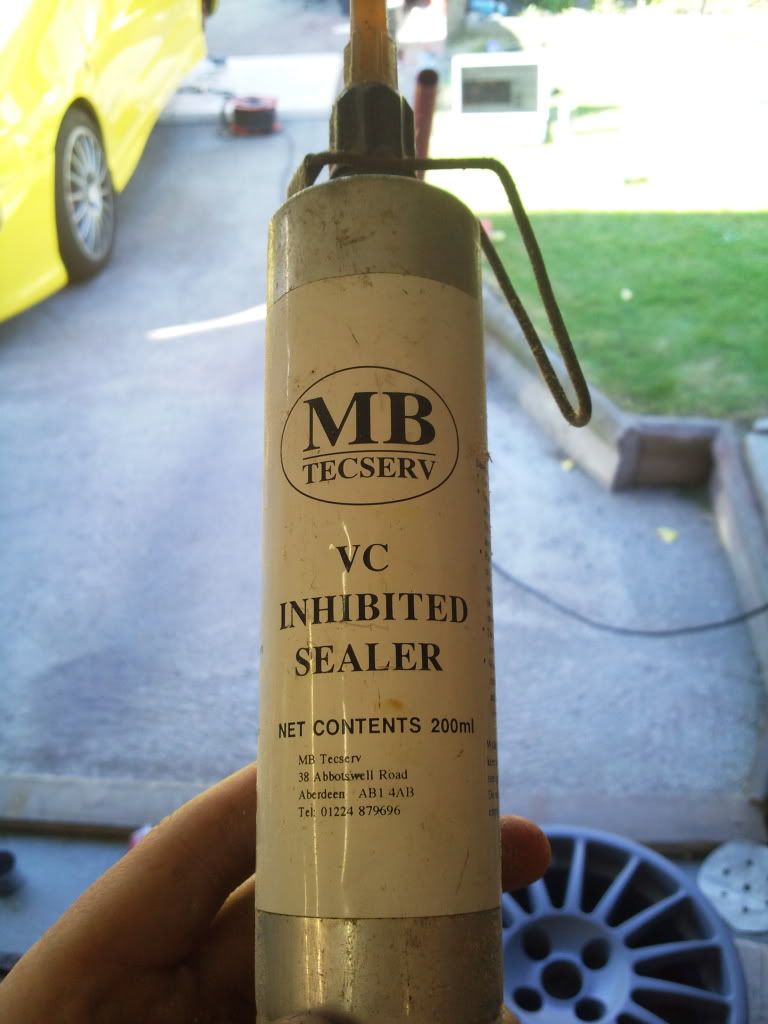 MB
TECSERV
VC
INHIBITED
SEALER
NET CONTENTS 200ml
MB Tecserv
38 Abbotswell Road
Aberdeen AB1 4AB
Tel: 01224 879696